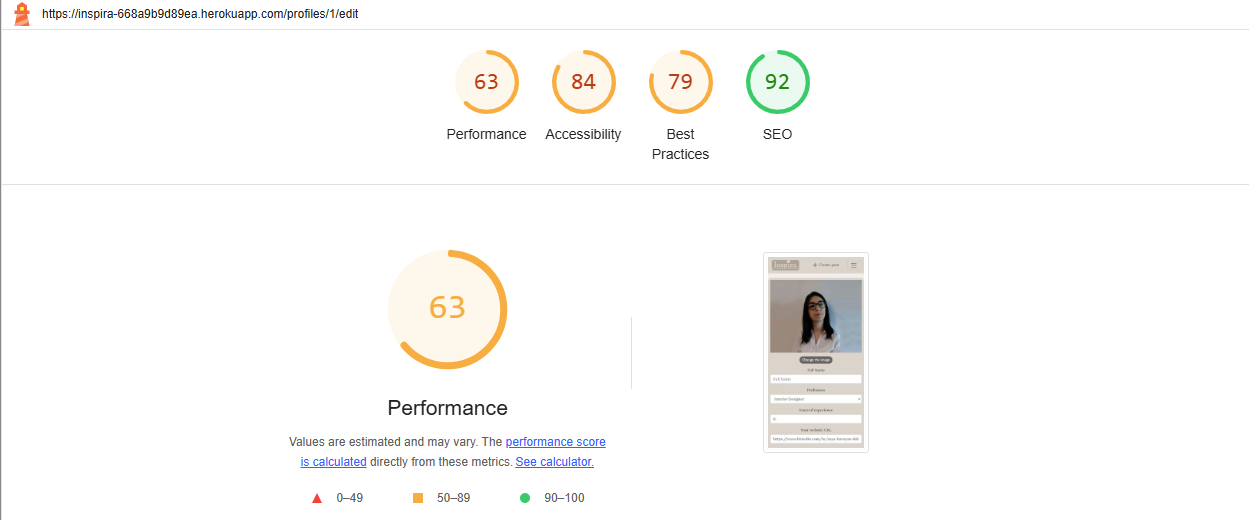 https://inspira-668a9b9d89ea.herokuapp.com/profiles/1/edit
63
84
79
92
Performance
Accessibility
Best
Practices
SEO
63
Performance
Values are estimated and may vary. The performance score
is calculated directly from these metrics. See calculator.
0–49
50–89
90–100
Inspira
Create post
Change the image
Full Name
Full Name
Profession
Interior Designer
Years of experience
Your website URL